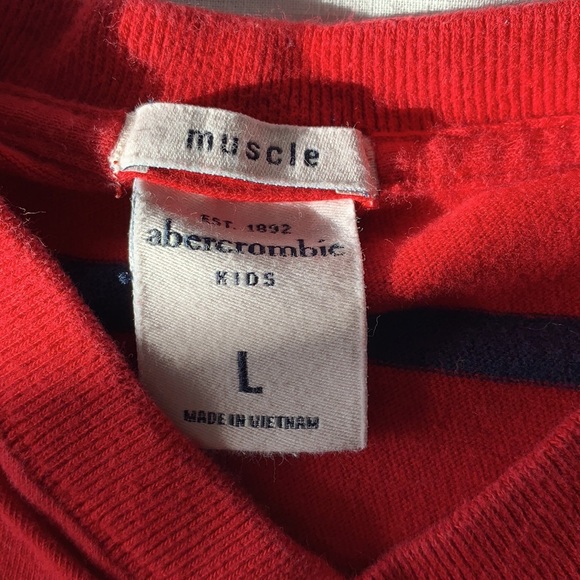 muscle
EST. 1892
abercrombie
KIDS
L
MADE IN VIETNAM